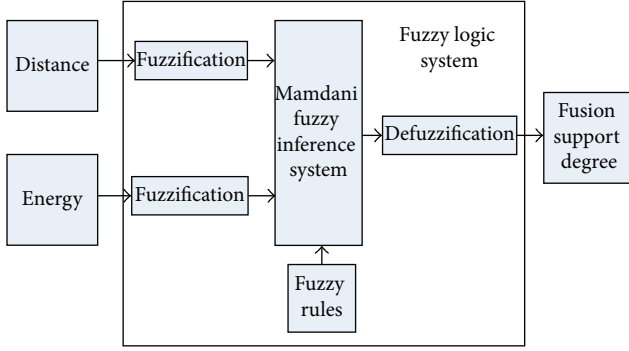 Distance
Fuzzification
Energy
Fuzzification
Mamdani
fuzzy
inference
system
Fuzzy
rules
Fuzzy logic
system
Defuzzification
Fusion
support
degree